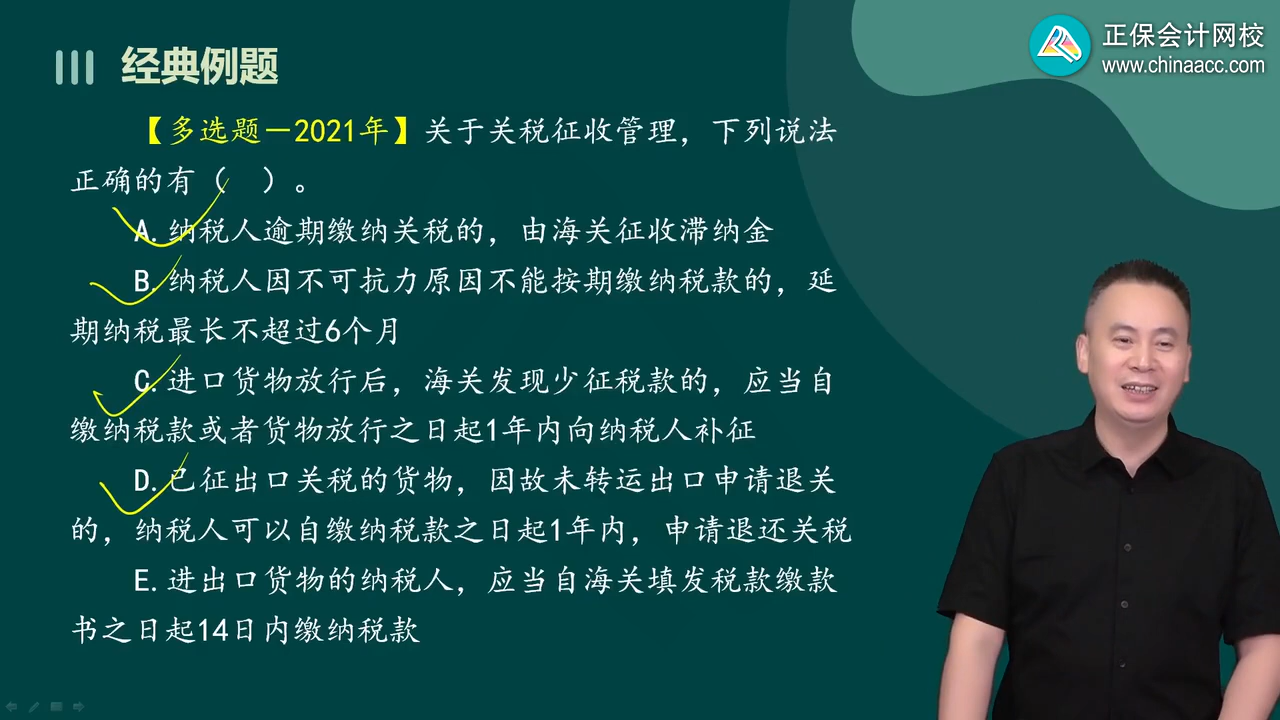 经典例题
正保会计网校
www.chinaacc.com
【多选题－2021年】关于关税征收管理，下列说法
正确的有（ ）。
A.纳税人逾期缴纳关税的，由海关征收滞纳金
B.纳税人因不可抗力原因不能按期缴纳税款的，延
期纳税最长不超过6个月
C.进口货物放行后，海关发现少征税款的，应当自
缴纳税款或者货物放行之日起1年内向纳税人补征
D.已征出口关税的货物，因故未转运出口申请退关
的，纳税人可以自缴纳税款之日起1年内，申请退还关税
E.进出口货物的纳税人，应当自海关填发税款缴款
书之日起14日内缴纳税款